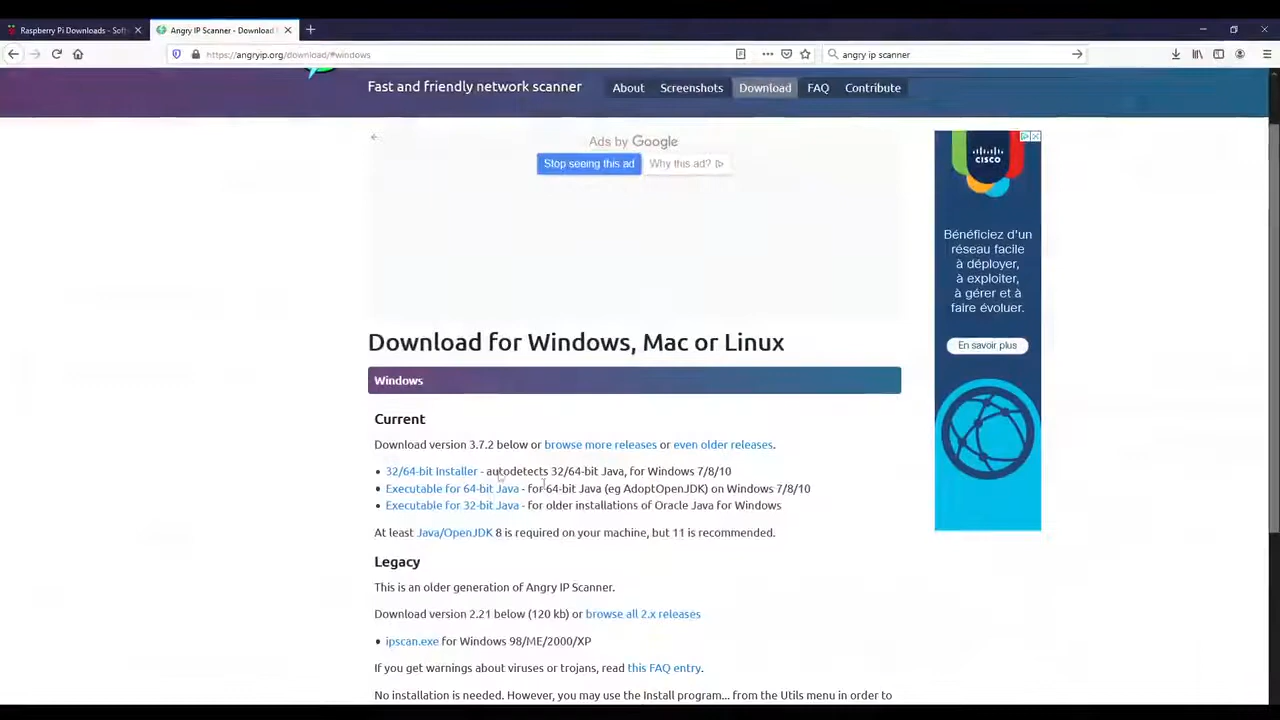 Raspberry Pi Downloads - Soft
Angry IP Scanner - Download
https://angryip.org/download/#windows
angry ip scanner
Fast and friendly network scanner
About
Screenshots
Download
FAQ
Contribute
Ads by Google
Stop seeing this ad
Why this ad?
CISCO
Bénéficiez d'un
réseau facile
à déployer,
à exploiter,
à gérer et à
faire évoluer.
En savoir plus
Download for Windows, Mac or Linux
Windows
Current
Download version 3.7.2 below or browse more releases or even older releases.
• 32/64-bit Installer - autodetects 32/64-bit Java, for Windows 7/8/10
• Executable for 64-bit Java - for 64-bit Java (eg AdoptOpenJDK) on Windows 7/8/10
• Executable for 32-bit Java - for older installations of Oracle Java for Windows
At least Java/OpenJDK 8 is required on your machine, but 11 is recommended.
Legacy
This is an older generation of Angry IP Scanner.
Download version 2.21 below (120 kb) or browse all 2.x releases
• ipscan.exe for Windows 98/ME/2000/XP
If you get warnings about viruses or trojans, read this FAQ entry.
No installation is needed. However, you may use the Install program... from the Utils menu in order to